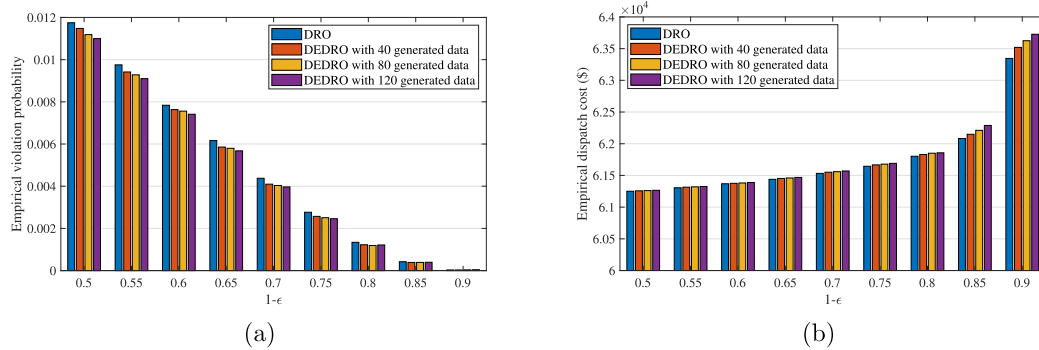 0.012
0.01
0.008
0.006
0.004
0.002
0
Empirical violation probability
DRO
DEDRO with 40 generated data
DEDRO with 80 generated data
DEDRO with 120 generated data
0.5 0.55 0.6 0.65 0.7 0.75 0.8 0.85 0.9
1-ϵ
(a)
×10⁴
6.4
6.35
6.3
6.25
6.2
6.15
6.1
6.05
6
Empirical dispatch cost ($)
DRO
DEDRO with 40 generated data
DEDRO with 80 generated data
DEDRO with 120 generated data
0.5 0.55 0.6 0.65 0.7 0.75 0.8 0.85 0.9
1-ϵ
(b)